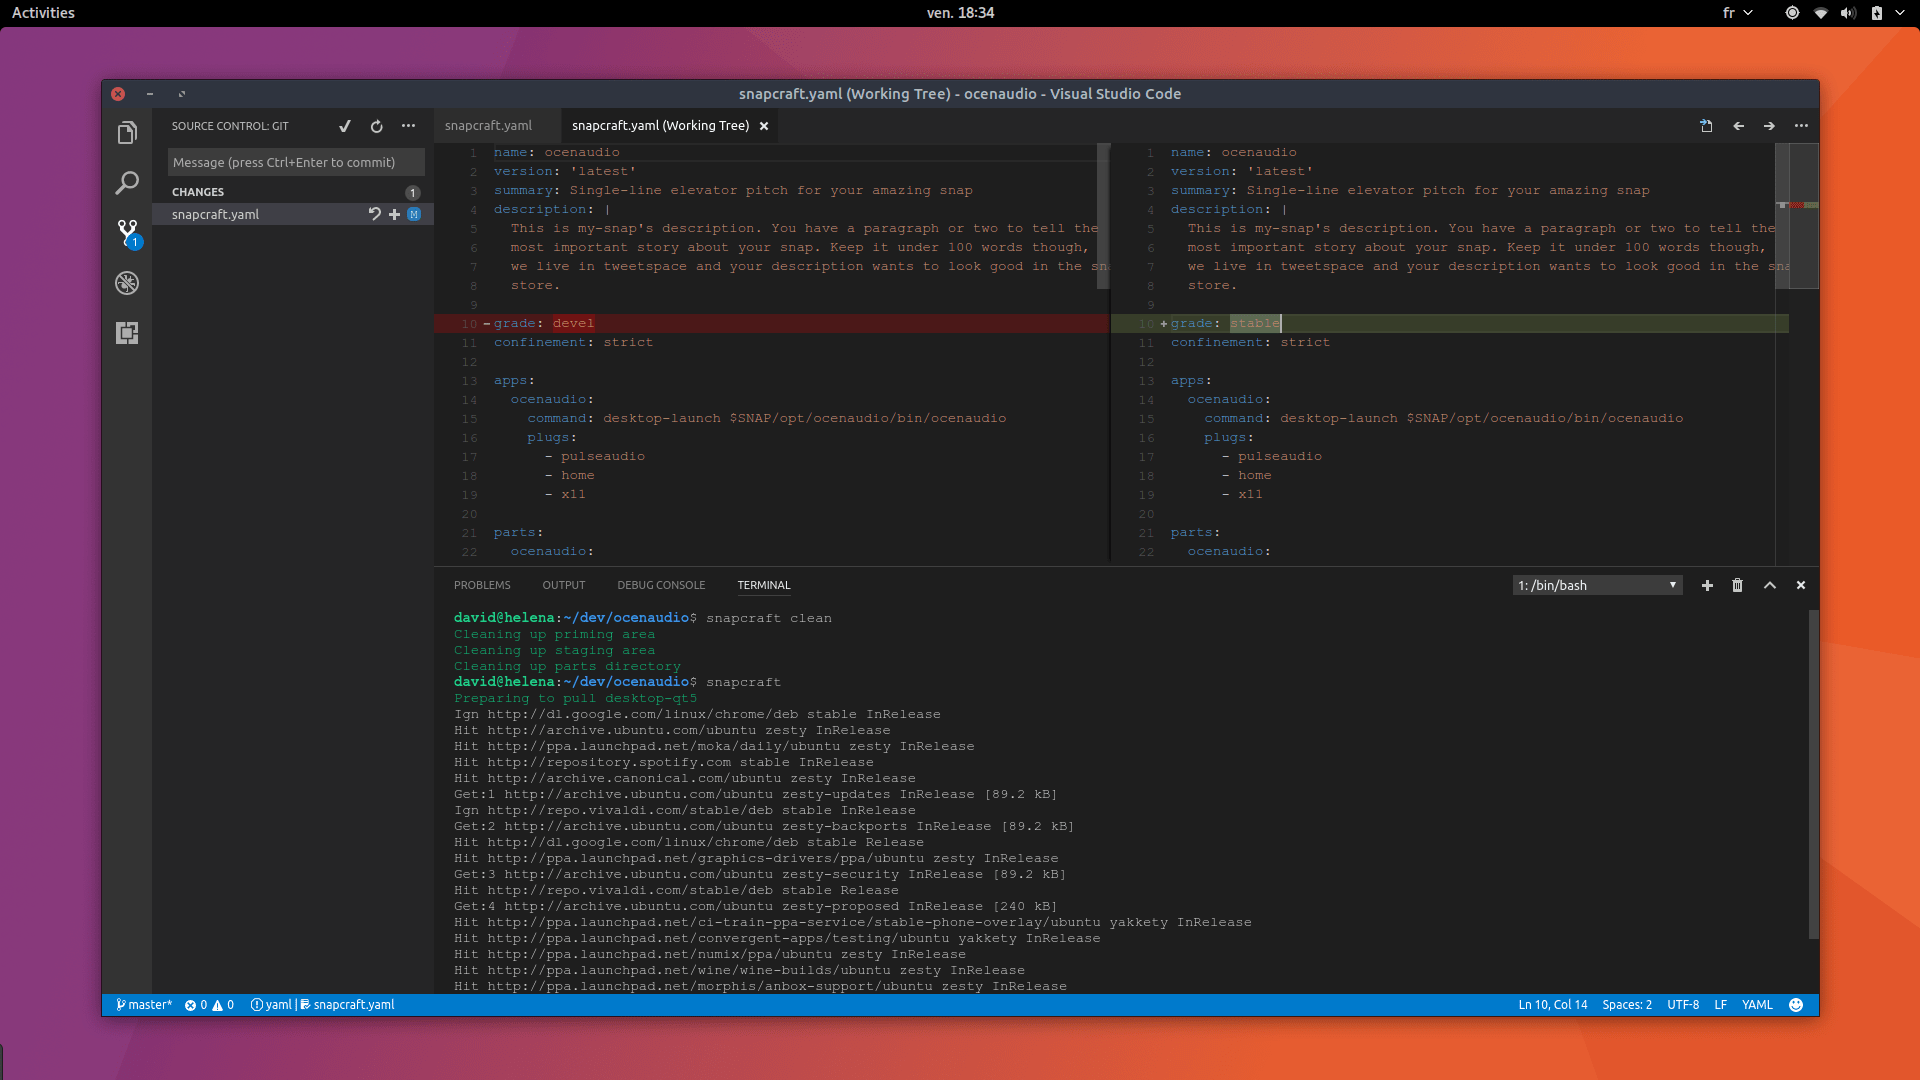 Activities
ven. 18:34
fr
snapcraft.yaml (Working Tree) - ocenaudio - Visual Studio Code
SOURCE CONTROL: GIT
Message (press Ctrl+Enter to commit)
CHANGES 1
snapcraft.yaml M
1
snapcraft.yaml
snapcraft.yaml (Working Tree)
1 name: ocenaudio
2 version: 'latest'
3 summary: Single-line elevator pitch for your amazing snap
4 description: |
5 This is my-snap's description. You have a paragraph or two to tell the
6 most important story about your snap. Keep it under 100 words though,
7 we live in tweetspace and your description wants to look good in the sna
8 store.
9
10 -grade: devel
11 confinement: strict
12
13 apps:
14 ocenaudio:
15 command: desktop-launch $SNAP/opt/ocenaudio/bin/ocenaudio
16 plugs:
17 - pulseaudio
18 - home
19 - x11
20
21 parts:
22 ocenaudio:
1 name: ocenaudio
2 version: 'latest'
3 summary: Single-line elevator pitch for your amazing snap
4 description: |
5 This is my-snap's description. You have a paragraph or two to tell the
6 most important story about your snap. Keep it under 100 words though,
7 we live in tweetspace and your description wants to look good in the sna
8 store.
9
10 +grade: stable
11 confinement: strict
12
13 apps:
14 ocenaudio:
15 command: desktop-launch $SNAP/opt/ocenaudio/bin/ocenaudio
16 plugs:
17 - pulseaudio
18 - home
19 - x11
20
21 parts:
22 ocenaudio:
PROBLEMS OUTPUT DEBUG CONSOLE TERMINAL
1: /bin/bash
david@helena:~/dev/ocenaudio$ snapcraft clean
Cleaning up priming area
Cleaning up staging area
Cleaning up parts directory
david@helena:~/dev/ocenaudio$ snapcraft
Preparing to pull desktop-qt5
Ign http://dl.google.com/linux/chrome/deb stable InRelease
Hit http://archive.ubuntu.com/ubuntu zesty InRelease
Hit http://ppa.launchpad.net/moka/daily/ubuntu zesty InRelease
Hit http://repository.spotify.com stable InRelease
Hit http://archive.canonical.com/ubuntu zesty InRelease
Get:1 http://archive.ubuntu.com/ubuntu zesty-updates InRelease [89.2 kB]
Ign http://repo.vivaldi.com/stable/deb stable InRelease
Get:2 http://archive.ubuntu.com/ubuntu zesty-backports InRelease [89.2 kB]
Hit http://dl.google.com/linux/chrome/deb stable Release
Hit http://ppa.launchpad.net/graphics-drivers/ppa/ubuntu zesty InRelease
Get:3 http://archive.ubuntu.com/ubuntu zesty-security InRelease [89.2 kB]
Hit http://repo.vivaldi.com/stable/deb stable Release
Get:4 http://archive.ubuntu.com/ubuntu zesty-proposed InRelease [240 kB]
Hit http://ppa.launchpad.net/ci-train-ppa-service/stable-phone-overlay/ubuntu yakkety InRelease
Hit http://ppa.launchpad.net/convergent-apps/testing/ubuntu yakkety InRelease
Hit http://ppa.launchpad.net/numix/ppa/ubuntu zesty InRelease
Hit http://ppa.launchpad.net/wine/wine-builds/ubuntu zesty InRelease
Hit http://ppa.launchpad.net/morphis/anbox-support/ubuntu zesty InRelease
master* 0 0 yaml | snapcraft.yaml
Ln 10, Col 14 Spaces: 2 UTF-8 LF YAML